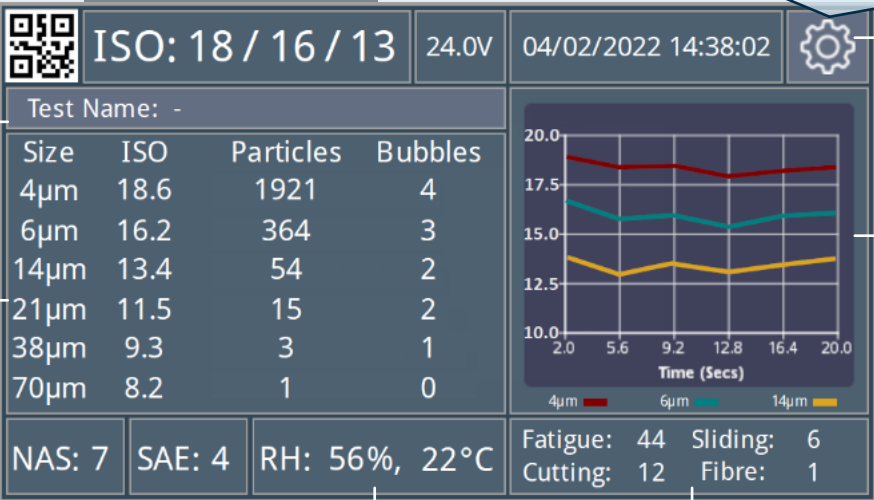 ISO: 18 / 16 / 13
24.0V
04/02/2022 14:38:02
Test Name: -
Size ISO Particles Bubbles
4µm 18.6 1921 4
6µm 16.2 364 3
14µm 13.4 54 2
21µm 11.5 15 2
38µm 9.3 3 1
70µm 8.2 1 0
20.0
17.5
15.0
12.5
10.0
2.0 5.6 9.2 12.8 16.4 20.0
Time (Secs)
4µm 6µm 14µm
NAS: 7
SAE: 4
RH: 56%, 22°C
Fatigue: 44 Sliding: 6
Cutting: 12 Fibre: 1